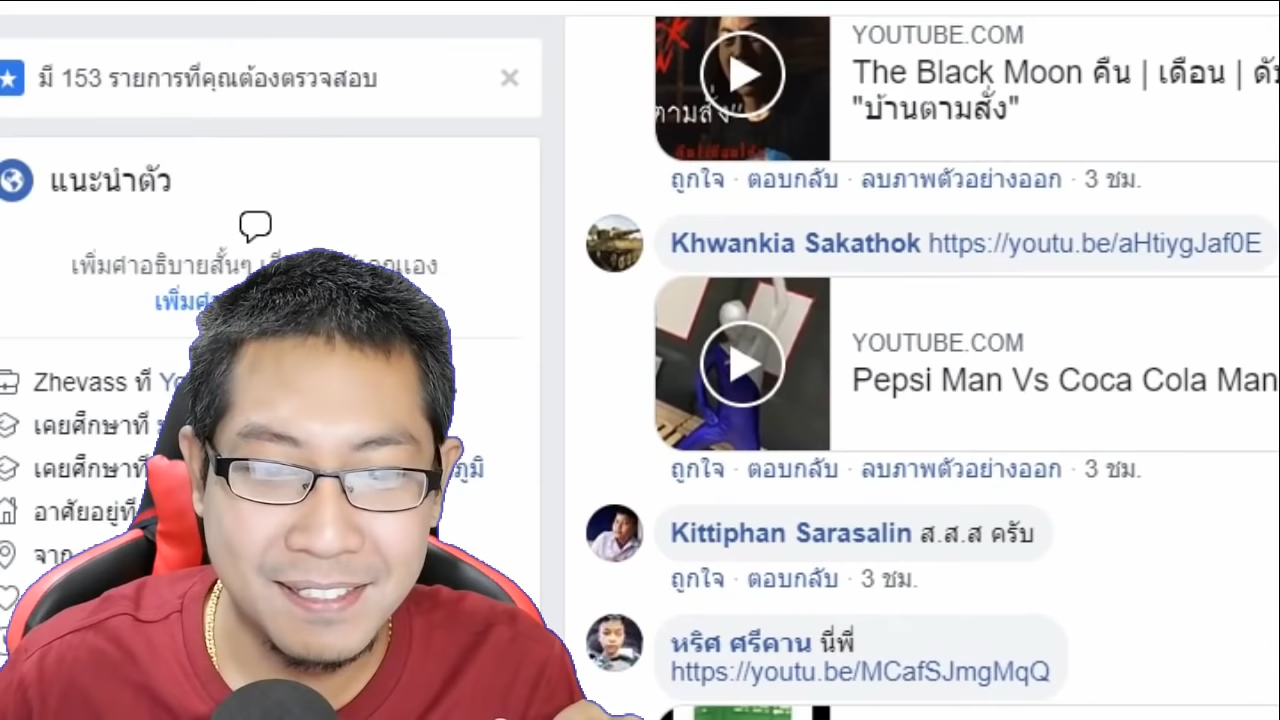 มี 153 รายการที่คุณต้องตรวจสอบ
แนะนำตัว
เพิ่มคำอธิบายสั้นๆ
Zhevass ที่
เคยศึกษาที่
เคยศึกษาที่
ภูมิ
อาศัยอยู่ที่
จาก
ตามสั่ง"
YOUTUBE.COM
The Black Moon คืน | เดือน |
"บ้านตามสั่ง"
ถูกใจ · ตอบกลับ · ลบภาพตัวอย่างออก · 3 ชม.
Khwankia Sakathok https://youtu.be/aHtiygJaf0E
YOUTUBE.COM
Pepsi Man Vs Coca Cola Man
ถูกใจ · ตอบกลับ · ลบภาพตัวอย่างออก · 3 ชม.
Kittiphan Sarasalin ส.ส.ส ครับ
ถูกใจ · ตอบกลับ · 3 ชม.
หริศ ศรีคาน นี่พี่
https://youtu.be/MCafSJmgMqQ